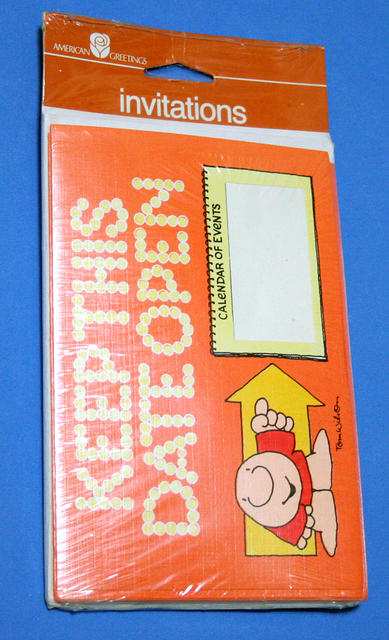 AMERICAN GREETINGS
invitations
KEEP THIS
DATE OPEN
CALENDAR OF EVENTS
Tom Wilson